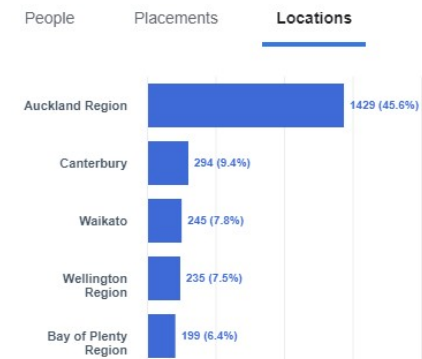 People Placements Locations
Auckland Region 1429 (45.6%)
Canterbury 294 (9.4%)
Waikato 245 (7.8%)
Wellington
Region 235 (7.5%)
Bay of Plenty
Region 199 (6.4%)